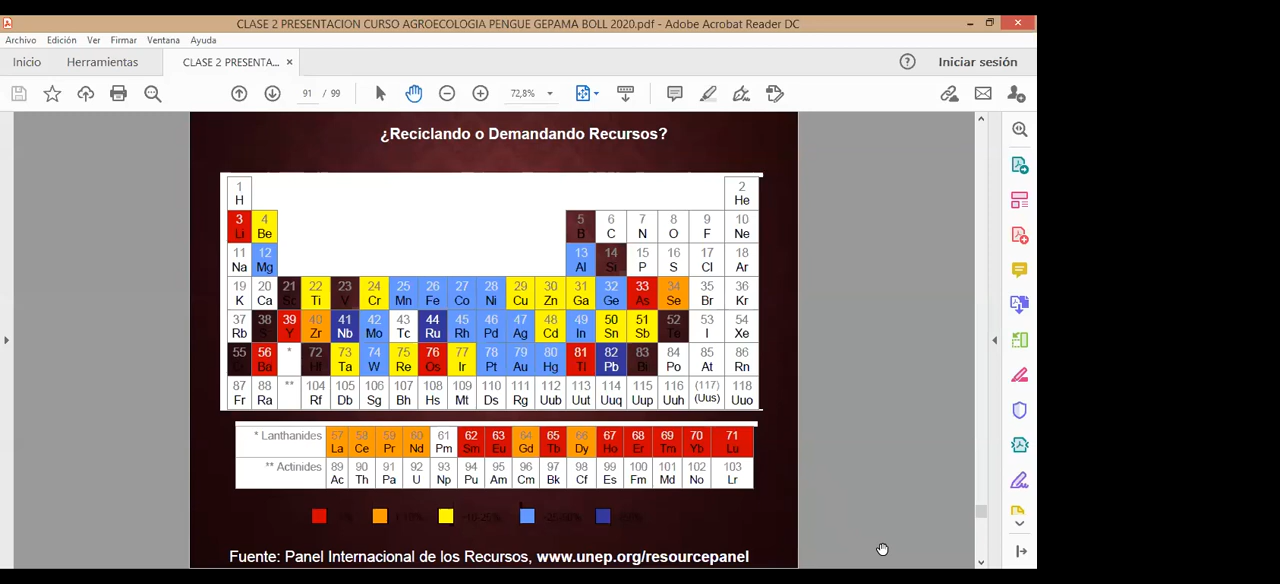 CLASE 2 PRESENTACION CURSO AGROECOLOGIA PENGUE GEPAMA BOLL 2020.pdf - Adobe Acrobat Reader DC
Archivo Edición Ver Firmar Ventana Ayuda
Inicio Herramientas CLASE 2 PRESENTA... × Iniciar sesión
91 / 99 72,8%
¿Reciclando o Demandando Recursos?
1 2
H He
3 4 5 6 7 8 9 10
Li Be B C N O F Ne
11 12 13 14 15 16 17 18
Na Mg Al Si P S Cl Ar
19 20 21 22 23 24 25 26 27 28 29 30 31 32 33 34 35 36
K Ca Sc Ti V Cr Mn Fe Co Ni Cu Zn Ga Ge As Se Br Kr
37 38 39 40 41 42 43 44 45 46 47 48 49 50 51 52 53 54
Rb Sr Y Zr Nb Mo Tc Ru Rh Pd Ag Cd In Sn Sb Te I Xe
55 56 * 72 73 74 75 76 77 78 79 80 81 82 83 84 85 86
Ba Hf Ta W Re Os Ir Pt Au Hg Tl Pb Bi Po At Rn
87 88 ** 104 105 106 107 108 109 110 111 112 113 114 115 116 (117) 118
Fr Ra Rf Db Sg Bh Hs Mt Ds Rg Uub Uut Uuq Uup Uuh (Uus) Uuo
* Lanthanides 57 58 59 60 61 62 63 64 65 66 67 68 69 70 71
La Ce Pr Nd Pm Sm Eu Gd Tb Dy Ho Er Tm Yb Lu
** Actinides 89 90 91 92 93 94 95 96 97 98 99 100 101 102 103
Ac Th Pa U Np Pu Am Cm Bk Cf Es Fm Md No Lr
Fuente: Panel Internacional de los Recursos, www.unep.org/resourcepanel